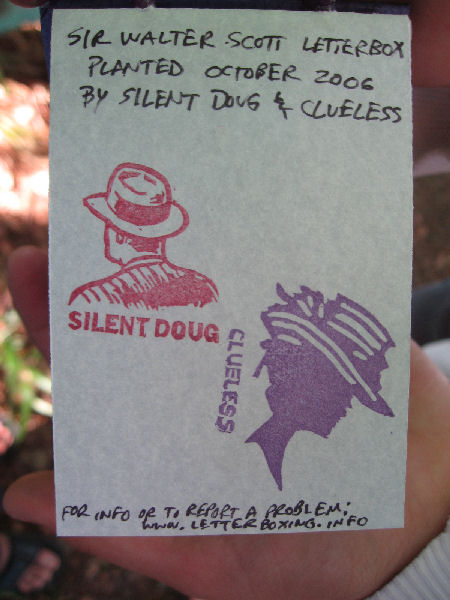 SIR WALTER SCOTT LETTERBOX
PLANTED OCTOBER 2006
BY SILENT DOUG & CLUELESS
SILENT DOUG
CLUELESS
FOR INFO OR TO REPORT A PROBLEM:
WWW.LETTERBOXING.INFO